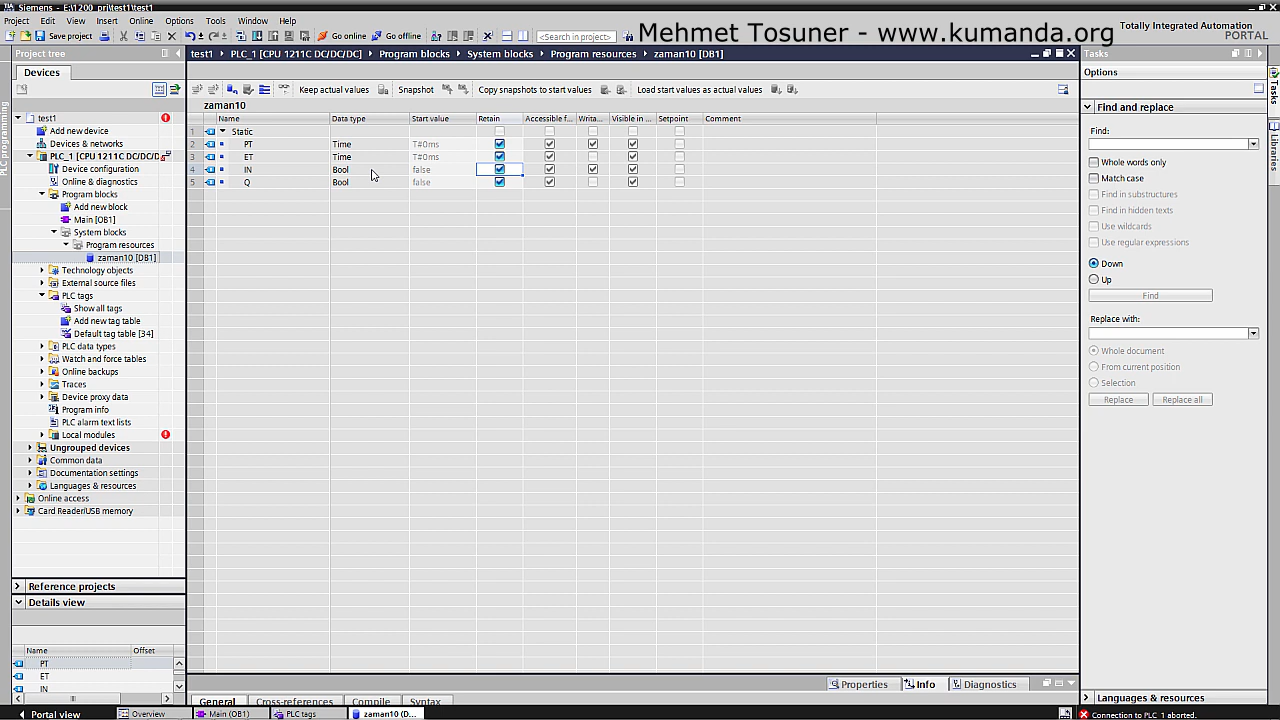 Siemens - E:\1200_prj\test1\test1
Mehmet Tosuner - www.kumanda.org
Project Edit View Insert Online Options Tools Window Help
Totally Integrated Automation
PORTAL
Save project Go online Go offline <Search in project>
Project tree
test1 PLC_1 [CPU 1211C DC/DC/DC] Program blocks System blocks Program resources zaman10 [DB1]
Tasks
Devices
Options
Keep actual values Snapshot Copy snapshots to start values Load start values as actual values
zaman10
Name Data type Start value Retain Accessible f... Writa... Visible in ... Setpoint Comment
1 Static
2 PT Time T#0ms
3 ET Time T#0ms
4 IN Bool false
5 Q Bool false
test1
Add new device
Devices & networks
PLC_1 [CPU 1211C DC/DC/D
Device configuration
Online & diagnostics
Program blocks
Add new block
Main [OB1]
System blocks
Program resources
zaman10 [DB1]
Technology objects
External source files
PLC tags
Show all tags
Add new tag table
Default tag table [34]
PLC data types
Watch and force tables
Online backups
Traces
Device proxy data
Program info
PLC alarm text lists
Local modules
Ungrouped devices
Common data
Documentation settings
Languages & resources
Online access
Card Reader/USB memory
Reference projects
Details view
Name Offset
PT
ET
IN
PLC programming
Find and replace
Find:
Whole words only
Match case
Find in substructures
Find in hidden texts
Use wildcards
Use regular expressions
Down
Up
Find
Replace with:
Whole document
From current position
Selection
Replace Replace all
Languages & resources
Tasks
Libraries
Properties Info Diagnostics
General Cross-references Compile Syntax
Portal view Overview Main (OB1) PLC tags zaman10 (D...
Connection to PLC_1 aborted.